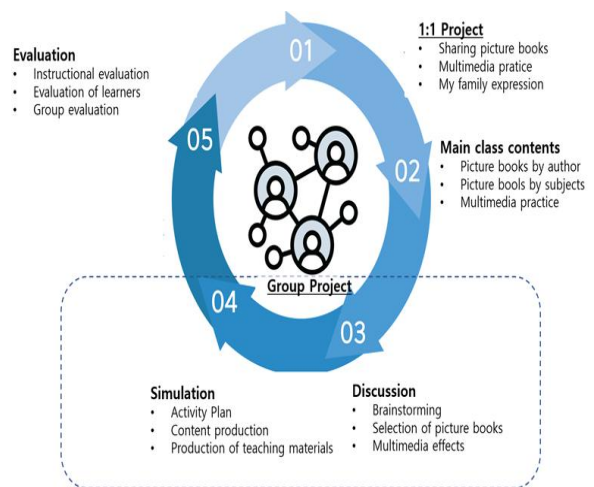 01
1:1 Project
• Sharing picture books
• Multimedia pratice
• My family expression
02
Main class contents
• Picture books by author
• Picture bools by subjects
• Multimedia practice
Group Project
03
Discussion
• Brainstorming
• Selection of picture books
• Multimedia effects
04
Simulation
• Activity Plan
• Content production
• Production of teaching materials
05
Evaluation
• Instructional evaluation
• Evaluation of learners
• Group evaluation